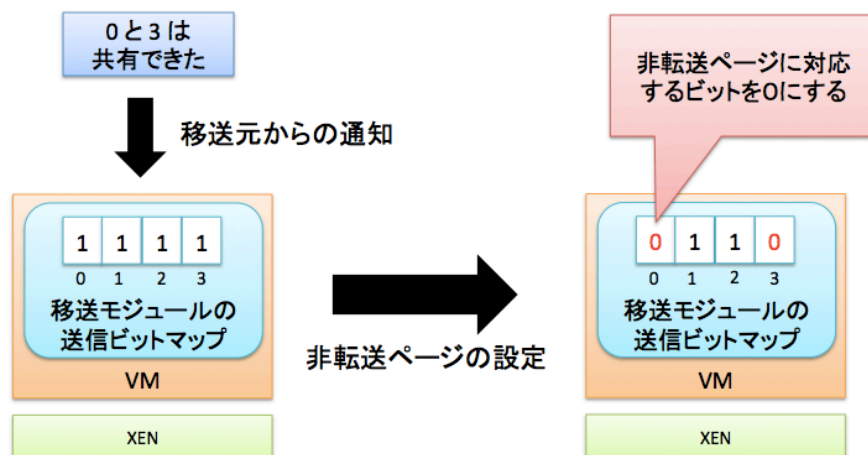 0と3は
共有できた
移送元からの通知
1 1 1 1
0 1 2 3
移送モジュールの
送信ビットマップ
VM
XEN
非転送ページの設定
非転送ページに対応
するビットを0にする
0 1 1 0
0 1 2 3
移送モジュールの
送信ビットマップ
VM
XEN